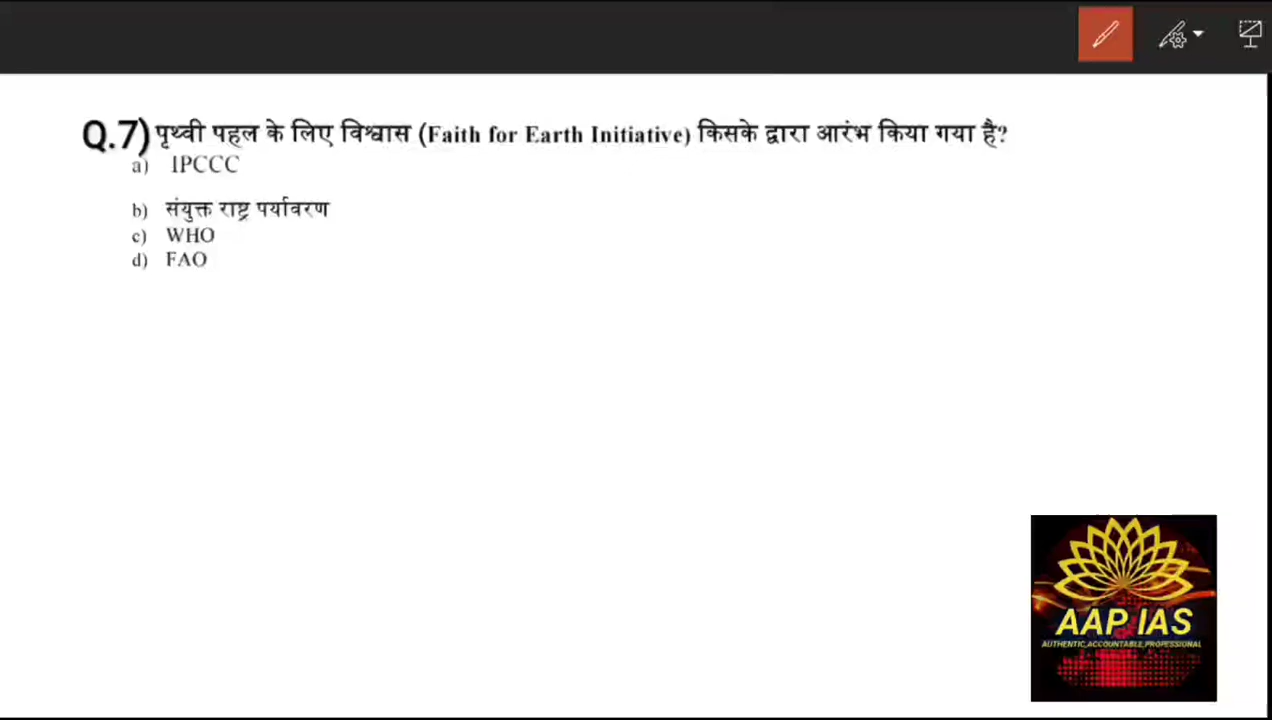 Q.7) पृथ्वी पहल के लिए विश्वास (Faith for Earth Initiative) किसके द्वारा आरंभ किया गया है?
a) IPCCC
b) संयुक्त राष्ट्र पर्यावरण
c) WHO
d) FAO
AAP IAS
AUTHENTIC,ACCOUNTABLE,PROFESSIONAL